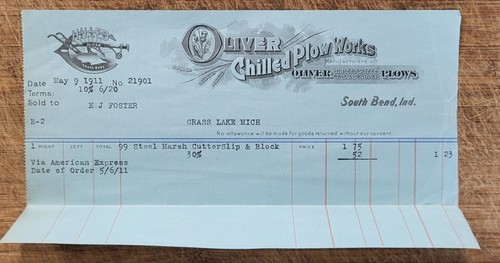 OLIVER
Chilled Plow Works
Manufacturers of
OLIVER PLOWS
TRADE MARK
South Bend, Ind.
Date May 9 1911 No 21901
Terms: 10% 6/20
Sold to E J FOSTER
B-2 GRASS LAKE MICH
No allowance will be made for goods returned without our consent.
1 RIGHT LEFT TOTAL 99 Steel Marsh CutterSlip & Block PRICE 1 75
30% 52 1 23
Via American Express
Date of Order 5/6/11